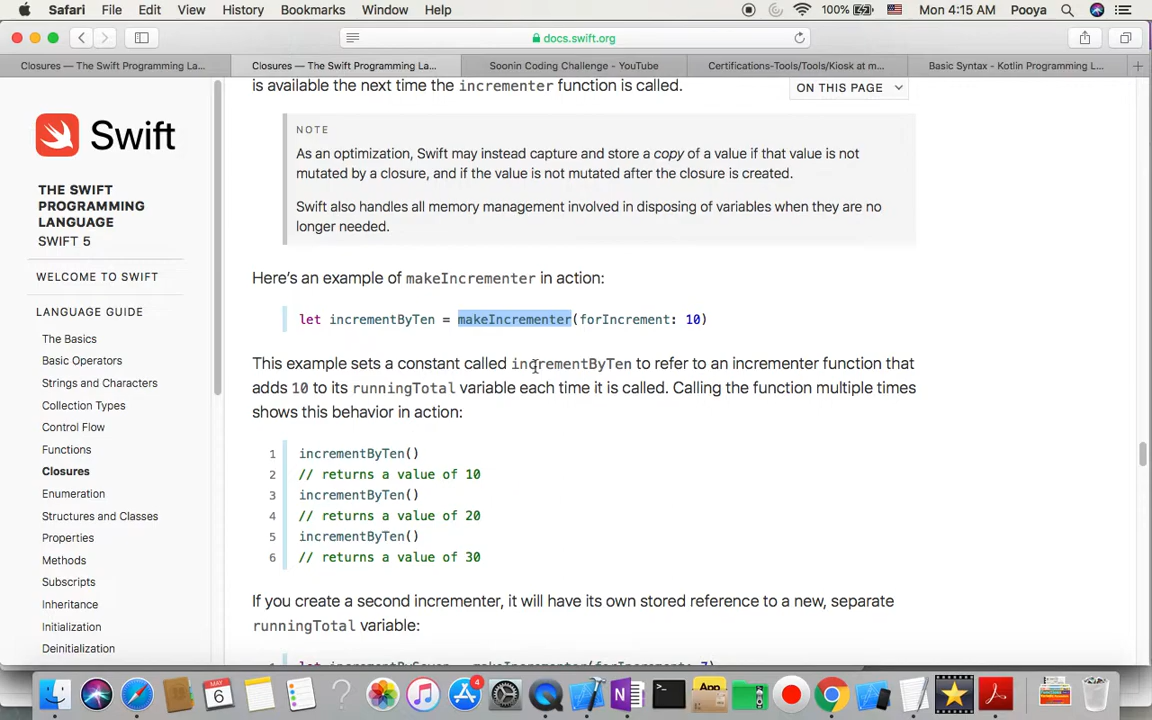 Safari File Edit View History Bookmarks Window Help 100% Mon 4:15 AM Pooya
docs.swift.org
Closures — The Swift Programming La... Closures — The Swift Programming La... Soonin Coding Challenge - YouTube Certifications-Tools/Tools/Kiosk at m... Basic Syntax - Kotlin Programming L...
Swift
THE SWIFT
PROGRAMMING
LANGUAGE
SWIFT 5
WELCOME TO SWIFT
LANGUAGE GUIDE
The Basics
Basic Operators
Strings and Characters
Collection Types
Control Flow
Functions
Closures
Enumeration
Structures and Classes
Properties
Methods
Subscripts
Inheritance
Initialization
Deinitialization
is available the next time the incrementer function is called.
ON THIS PAGE
NOTE
As an optimization, Swift may instead capture and store a copy of a value if that value is not
mutated by a closure, and if the value is not mutated after the closure is created.
Swift also handles all memory management involved in disposing of variables when they are no
longer needed.
Here's an example of makeIncrementer in action:
let incrementByTen = makeIncrementer(forIncrement: 10)
This example sets a constant called incrementByTen to refer to an incrementer function that
adds 10 to its runningTotal variable each time it is called. Calling the function multiple times
shows this behavior in action:
1 incrementByTen()
2 // returns a value of 10
3 incrementByTen()
4 // returns a value of 20
5 incrementByTen()
6 // returns a value of 30
If you create a second incrementer, it will have its own stored reference to a new, separate
runningTotal variable:
1 let incrementBySeven = makeIncrementer(forIncrement: 7)
MAY
6
4
App